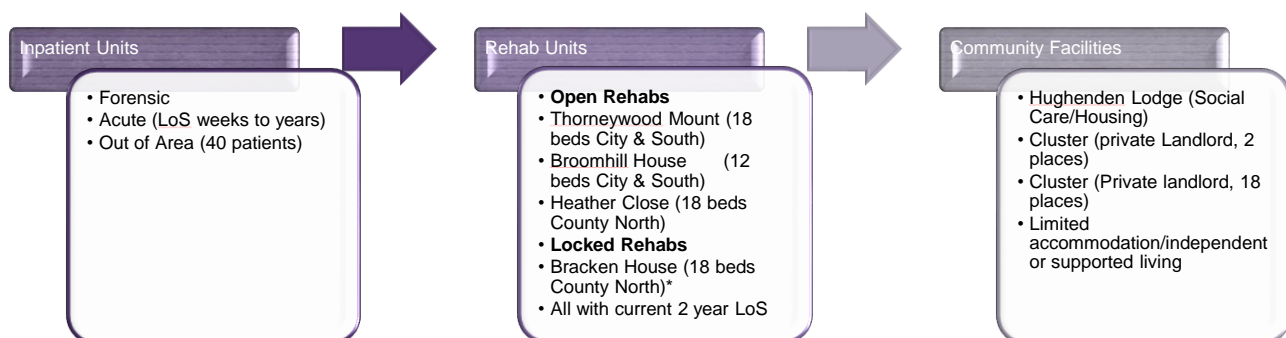 Inpatient Units
• Forensic
• Acute (LoS weeks to years)
• Out of Area (40 patients)
Rehab Units
• Open Rehabs
• Thorneywood Mount (18
beds City & South)
• Broomhill House (12
beds City & South)
• Heather Close (18 beds
County North)
• Locked Rehabs
• Bracken House (18 beds
County North)*
• All with current 2 year LoS
Community Facilities
• Hughenden Lodge (Social
Care/Housing)
• Cluster (private Landlord, 2
places)
• Cluster (Private landlord, 18
places)
• Limited
accommodation/independent
or supported living